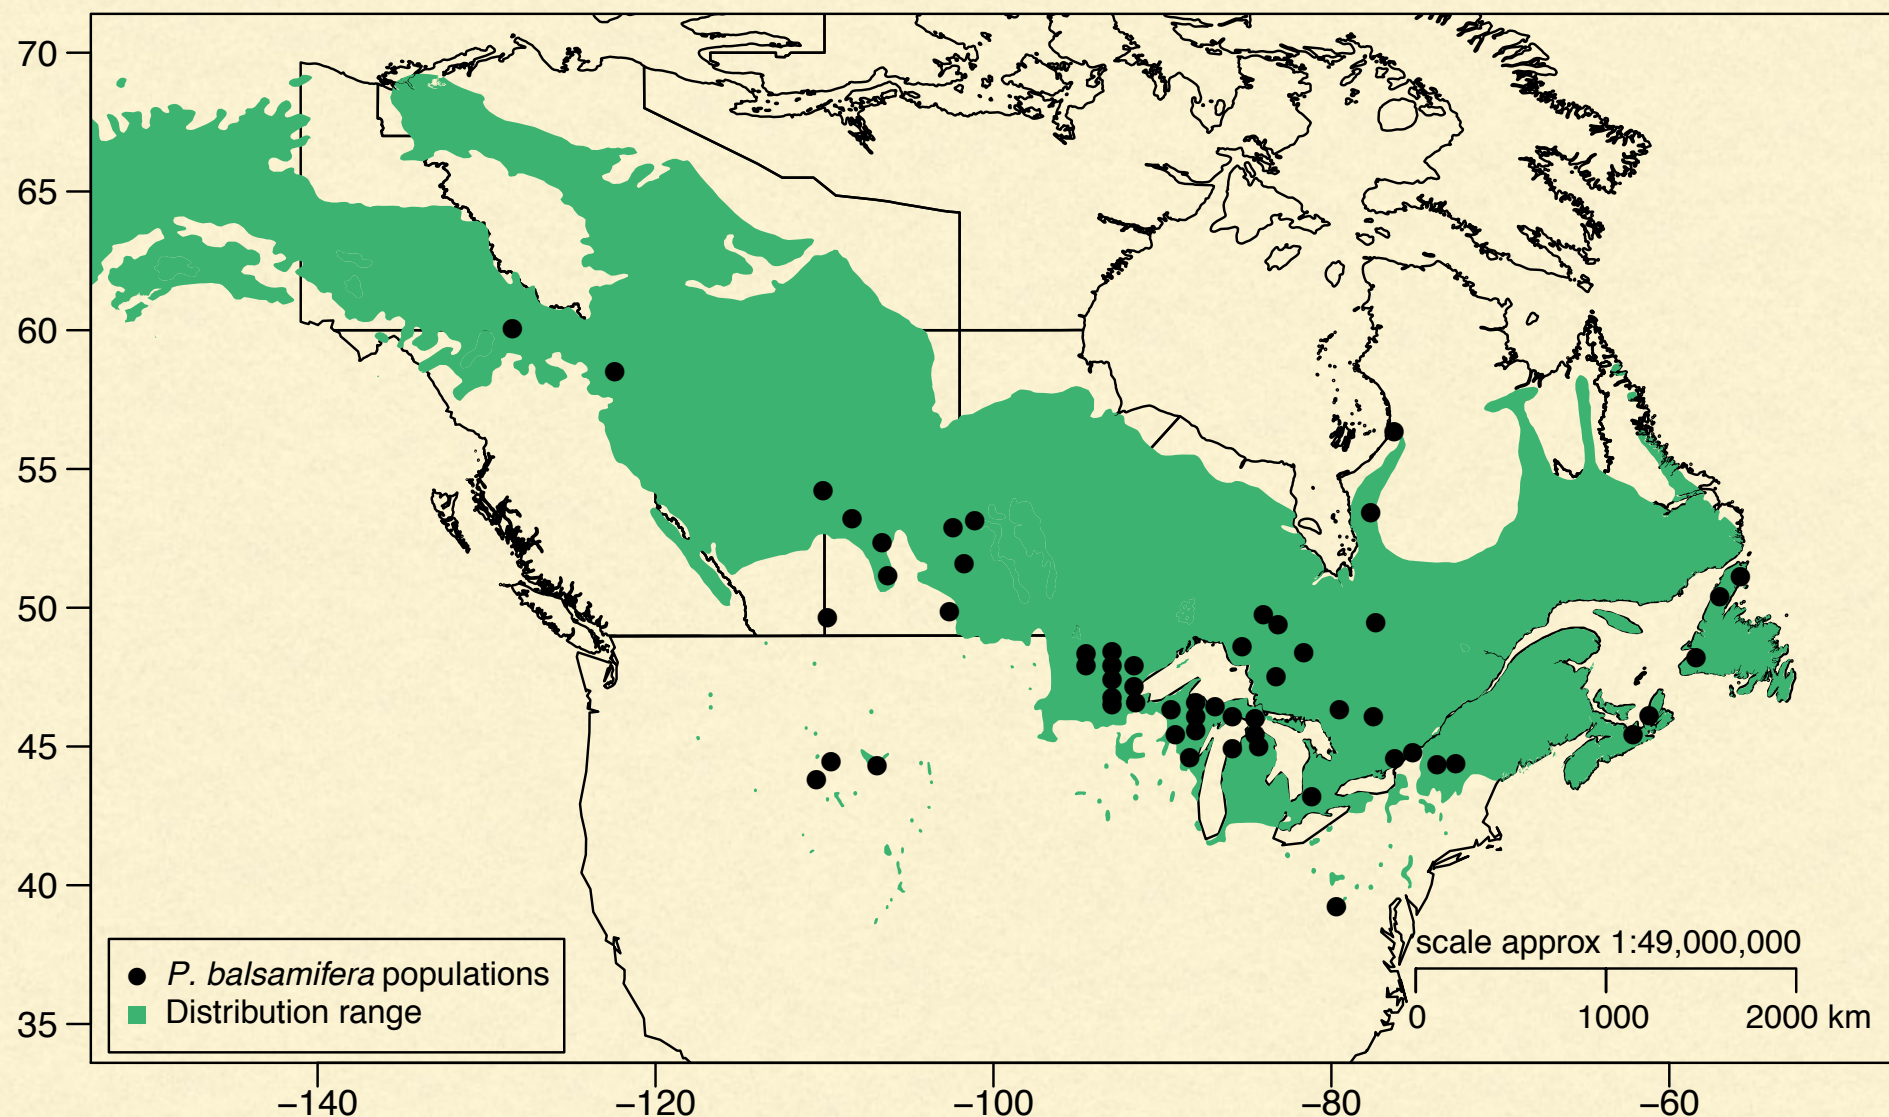 70
65
60
55
50
45
40
35
P. balsamifera populations
Distribution range
scale approx 1:49,000,000
0 1000 2000 km
−140 −120 −100 −80 −60